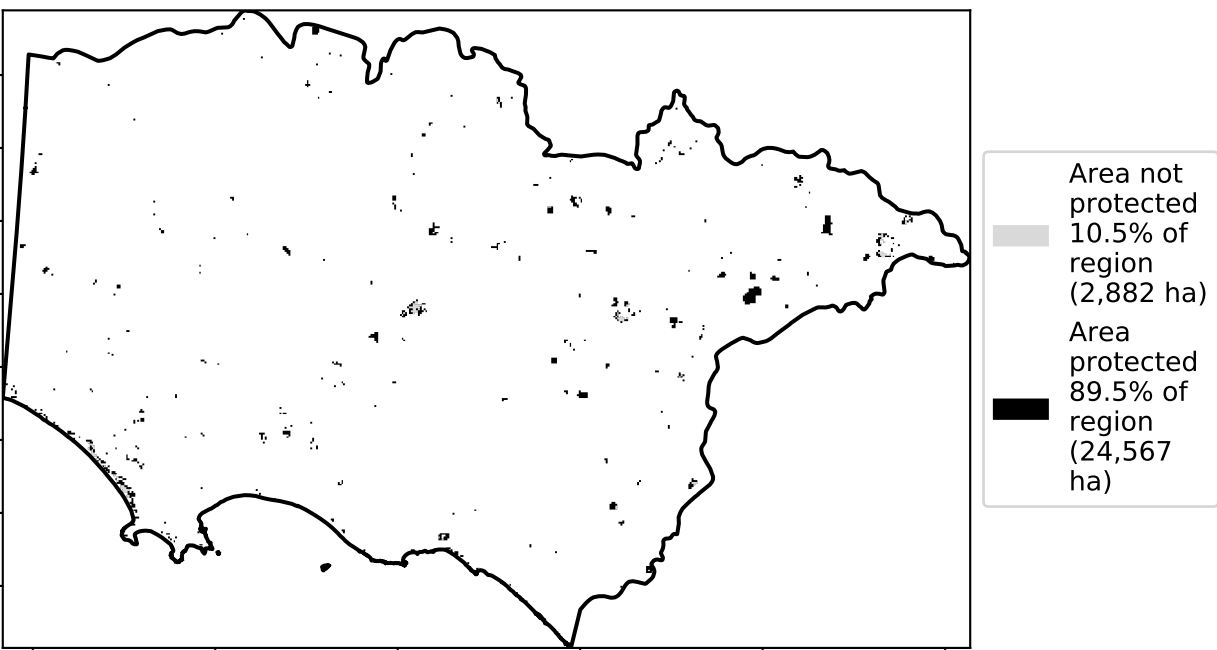 Area not
protected
10.5% of
region
(2,882 ha)
Area
protected
89.5% of
region
(24,567
ha)